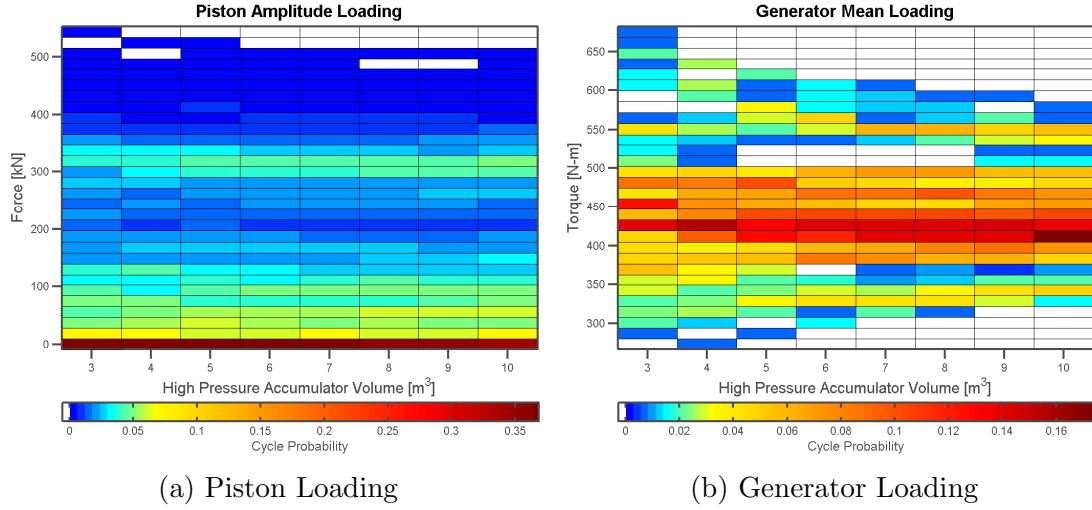 Piston Amplitude Loading
Force [kN]
500
400
300
200
100
0
3 4 5 6 7 8 9 10
High Pressure Accumulator Volume [m³]
0 0.05 0.1 0.15 0.2 0.25 0.3 0.35
Cycle Probability
(a) Piston Loading
Generator Mean Loading
Torque [N-m]
650
600
550
500
450
400
350
300
3 4 5 6 7 8 9 10
High Pressure Accumulator Volume [m³]
0 0.02 0.04 0.06 0.08 0.1 0.12 0.14 0.16
Cycle Probability
(b) Generator Loading